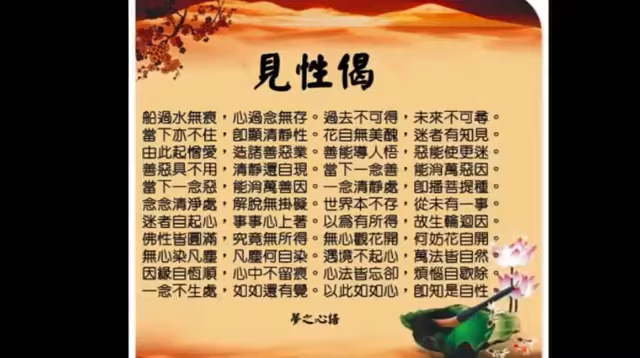 見性偈
船過水無痕，心過念無存。過去不可得，未來不可尋。
當下亦不住，卽顯清靜性。花自無美醜，迷者有知見。
由此起憎愛，造諸善惡業。善能導人悟，惡能使更迷。
善惡具不用，清靜還自現。當下一念善，能消萬惡因。
當下一念惡，能消萬善因。一念清靜處，卽播菩提種。
念念清淨處，解脫無掛礙。世界本不存，從未有一事。
迷者自起心，事事心上著。以為有所得，故生輪迴因。
佛性皆圓滿，究竟無所得。無心觀花開，何妨花自開。
無心染凡塵，凡塵何自染。遇境不起心，萬法皆自然。
因緣自恆順，心中不留痕。心法皆忘卻，煩惱自歇除。
一念不生處，如如還有覺。以此如如心，卽知是自性。
夢之心語